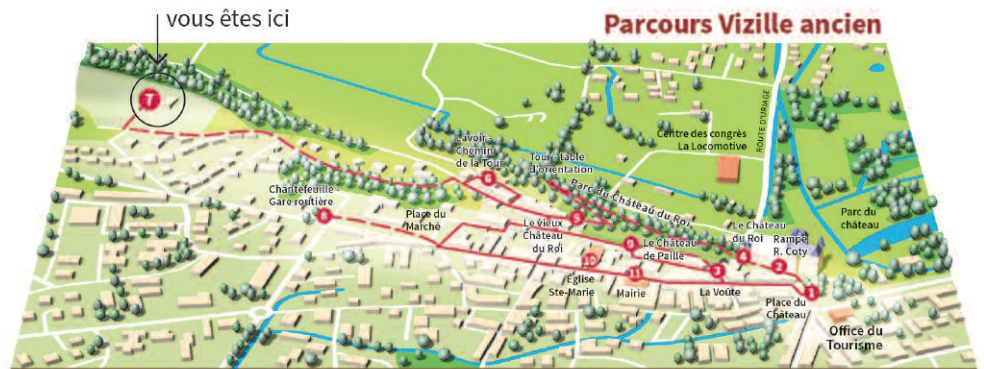 vous êtes ici
Parcours Vizille ancien
7
ROUTE D'URIAGE
Centre des congrès
La Locomotive
Lavoir -
Chemin
de la Tour
6
Tour - table
d'orientation
Parc du Château du Roi
Chantefeuille -
Gare routière
8
Place du
Marché
Le vieux
Château
du Roi
5
9
Le Château
de Paille
Le Château
du Roi
4
Rampe
R. Coty
2
Parc du
château
10
Église
Ste-Marie
11
Mairie
3
La Voûte
1
Place du
Château
Office du
Tourisme